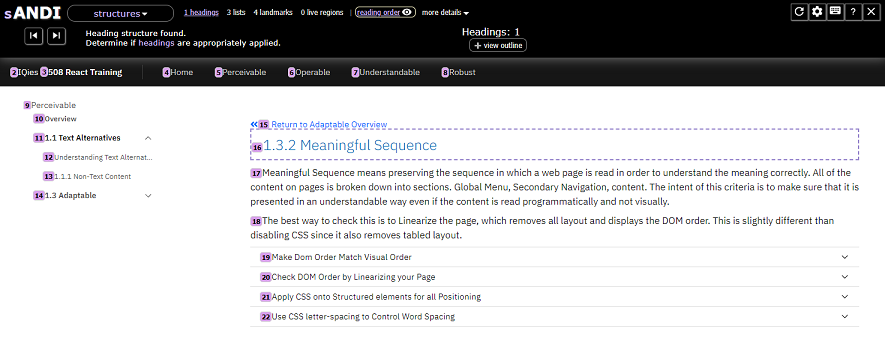 sANDI
structures
1 headings 3 lists 4 landmarks 0 live regions | reading order more details
Heading structure found.
Determine if headings are appropriately applied.
Headings: 1
+ view outline
?
2 IQies 3 508 React Training 4 Home 5 Perceivable 6 Operable 7 Understandable 8 Robust
9 Perceivable
10 Overview
11 1.1 Text Alternatives
12 Understanding Text Alternat...
13 1.1.1 Non-Text Content
14 1.3 Adaptable
15 Return to Adaptable Overview
16 1.3.2 Meaningful Sequence
17 Meaningful Sequence means preserving the sequence in which a web page is read in order to understand the meaning correctly. All of the
content on pages is broken down into sections. Global Menu, Secondary Navigation, content. The intent of this criteria is to make sure that it is
presented in an understandable way even if the content is read programmatically and not visually.
18 The best way to check this is to Linearize the page, which removes all layout and displays the DOM order. This is slightly different than
disabling CSS since it also removes tabled layout.
19 Make Dom Order Match Visual Order
20 Check DOM Order by Linearizing your Page
21 Apply CSS onto Structured elements for all Positioning
22 Use CSS letter-spacing to Control Word Spacing